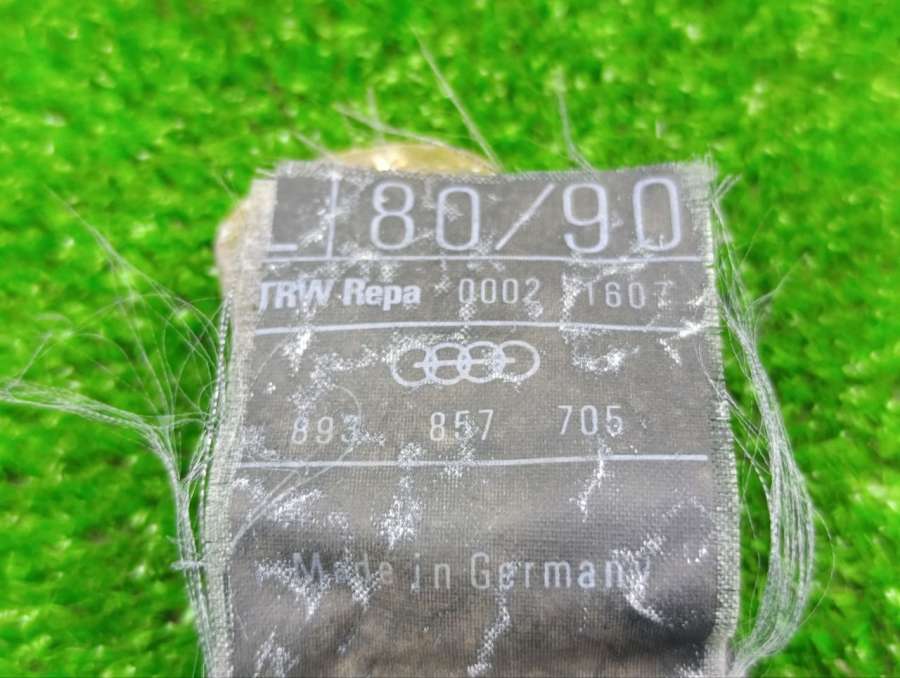 L 80/90
TRW Repa 0002 1607
893 857 705
Made in Germany